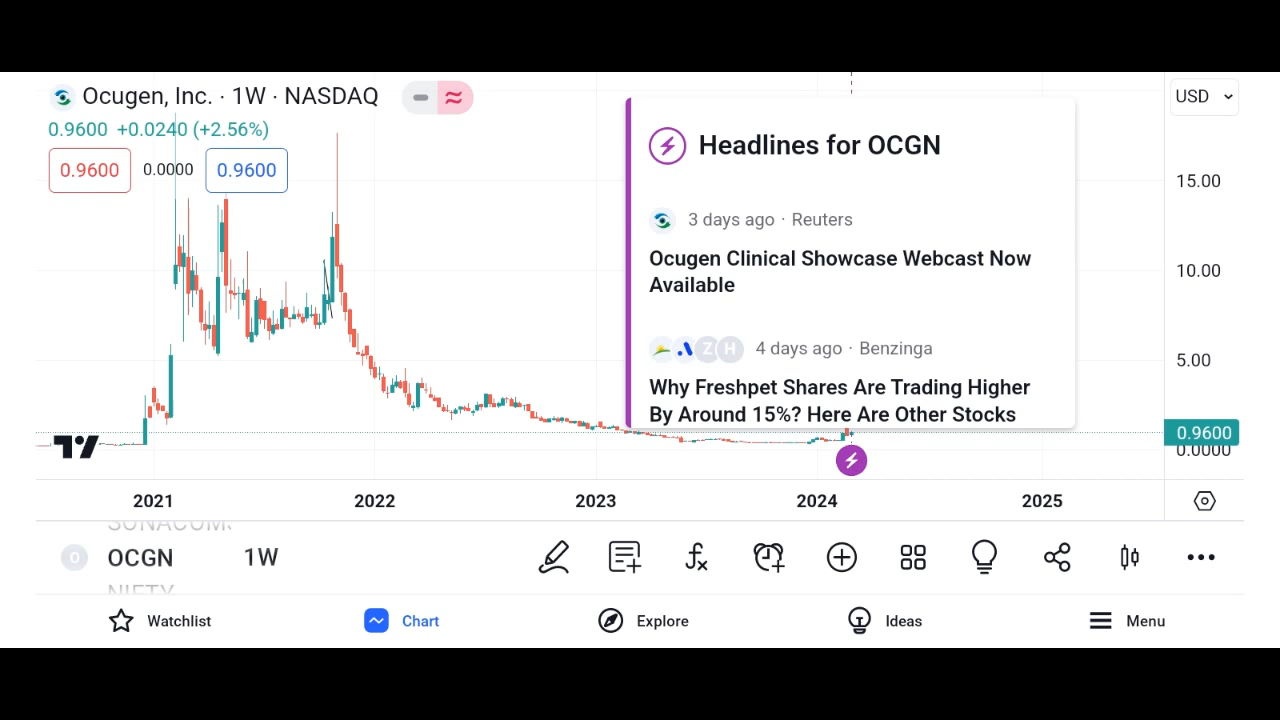 Ocugen, Inc. · 1W · NASDAQ
0.9600 +0.0240 (+2.56%)
0.9600 0.0000 0.9600
USD
Headlines for OCGN
3 days ago · Reuters
Ocugen Clinical Showcase Webcast Now
Available
Z H 4 days ago · Benzinga
Why Freshpet Shares Are Trading Higher
By Around 15%? Here Are Other Stocks
15.00
10.00
5.00
0.9600
0.0000
2021 2022 2023 2024 2025
O OCGN 1W
NIFTY
Watchlist Chart Explore Ideas Menu